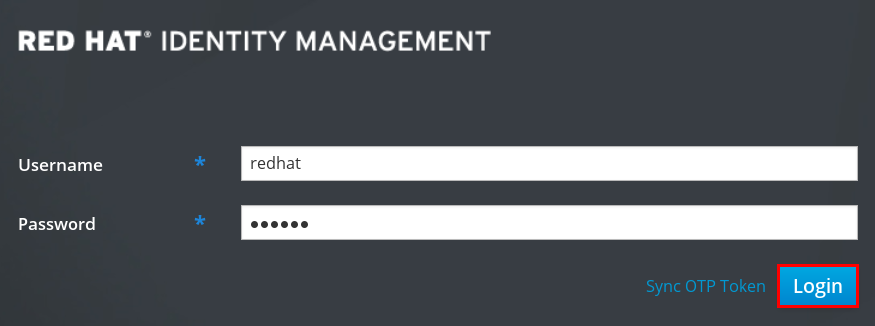 RED HAT® IDENTITY MANAGEMENT
Username * redhat
Password * ●●●●●●
Sync OTP Token Login